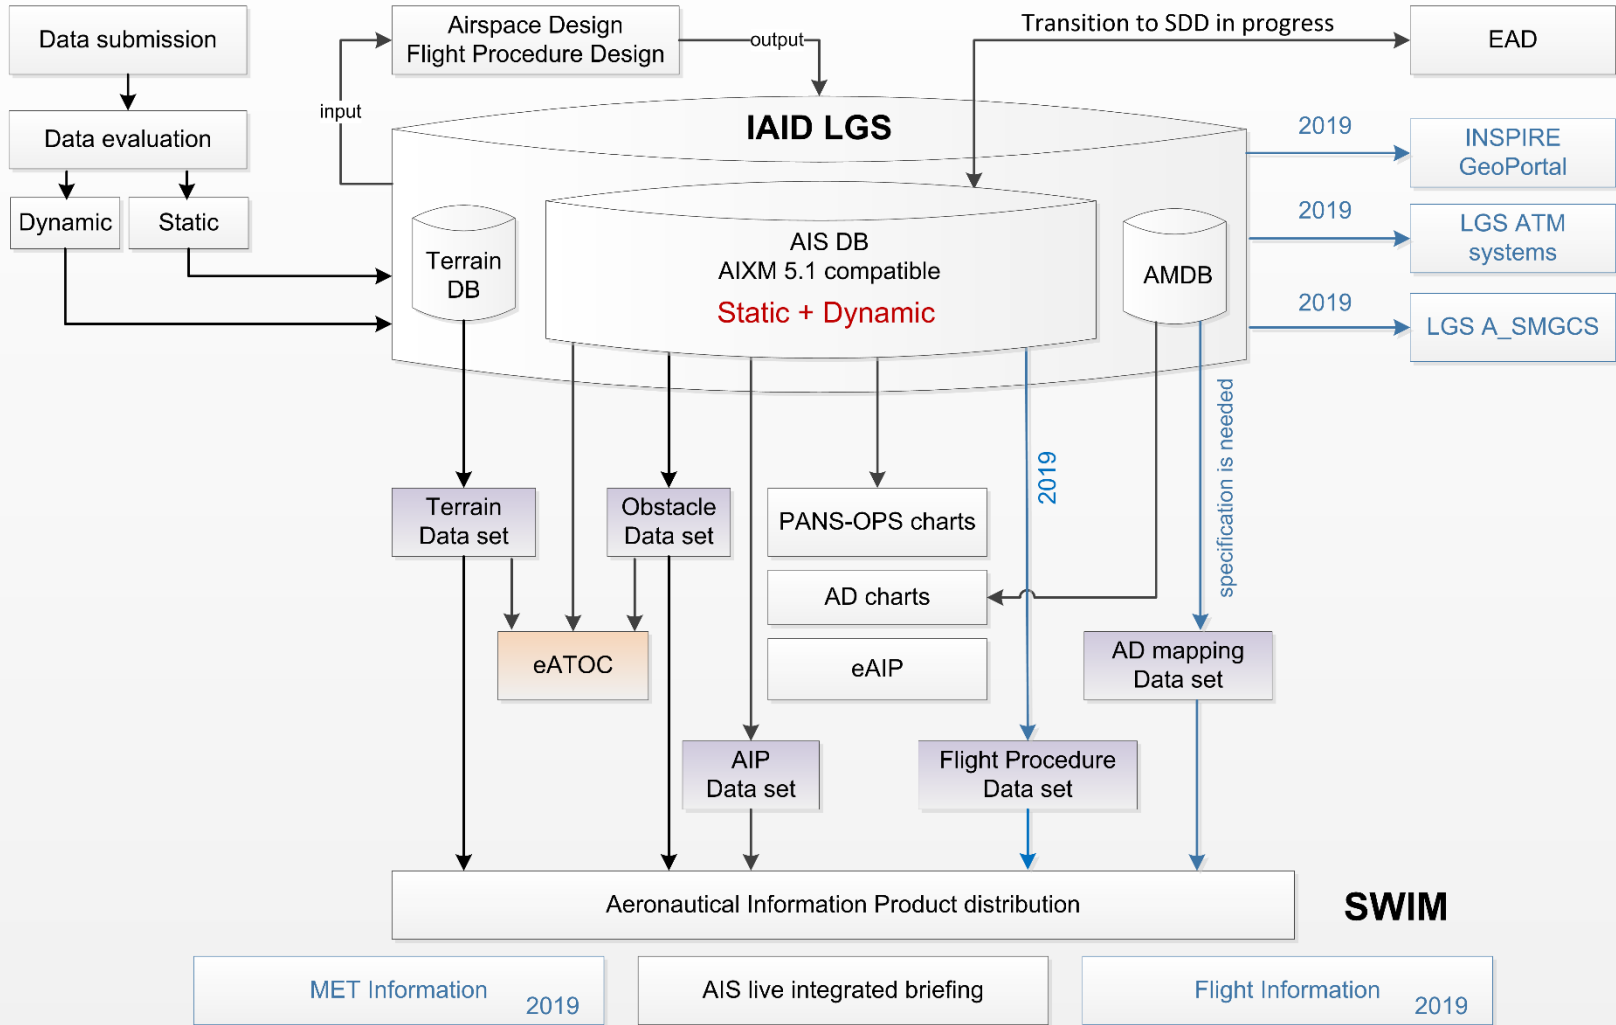 Data submission
Airspace Design
Flight Procedure Design
output
Transition to SDD in progress
EAD
input
Data evaluation
IAID LGS
2019
INSPIRE
GeoPortal
Dynamic
Static
2019
LGS ATM
systems
Terrain
DB
AIS DB
AIXM 5.1 compatible
Static + Dynamic
AMDB
2019
LGS A_SMGCS
2019
specification is needed
Terrain
Data set
Obstacle
Data set
PANS-OPS charts
AD charts
eATOC
eAIP
AD mapping
Data set
AIP
Data set
Flight Procedure
Data set
Aeronautical Information Product distribution
SWIM
MET Information
2019
AIS live integrated briefing
Flight Information
2019